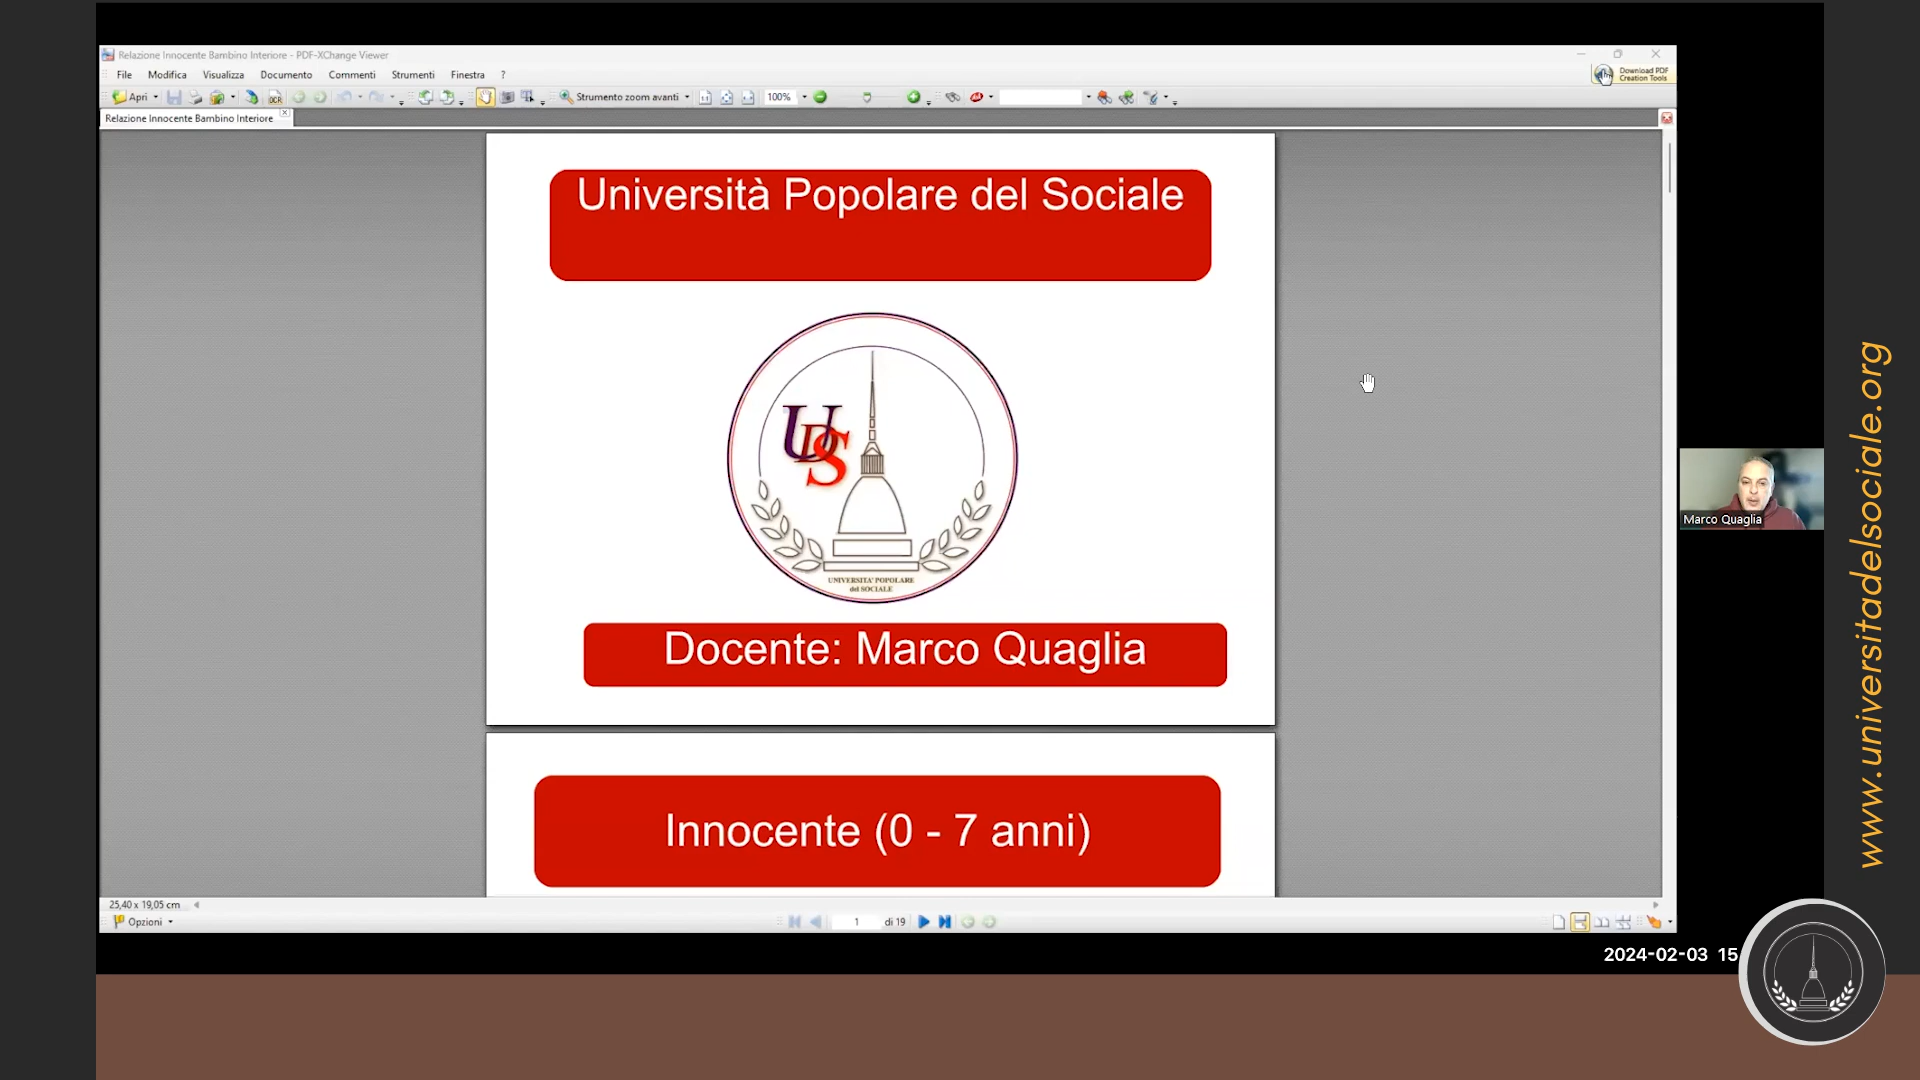 Relazione Innocente Bambino Interiore - PDF-XChange Viewer
File Modifica Visualizza Documento Commenti Strumenti Finestra ?
Download PDF
Creation Tools
Apri OCR Strumento zoom avanti 100%
Relazione Innocente Bambino Interiore
Università Popolare del Sociale
UDS
UNIVERSITA' POPOLARE
del SOCIALE
Docente: Marco Quaglia
Innocente (0 - 7 anni)
Marco Quaglia
www.universitadelsociale.org
25,40 x 19,05 cm
Opzioni
1 di 19
2024-02-03 15